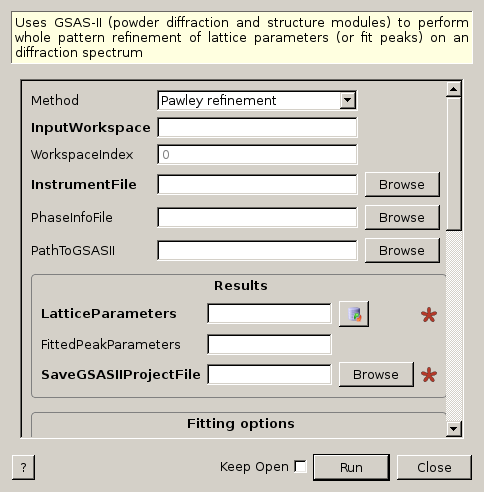 Uses GSAS-II (powder diffraction and structure modules) to perform
whole pattern refinement of lattice parameters (or fit peaks) on an
diffraction spectrum
Method Pawley refinement
InputWorkspace
WorkspaceIndex 0
InstrumentFile Browse
PhaseInfoFile Browse
PathToGSASII Browse
Results
LatticeParameters
FittedPeakParameters
SaveGSASIIProjectFile Browse
Fitting options
? Keep Open Run Close